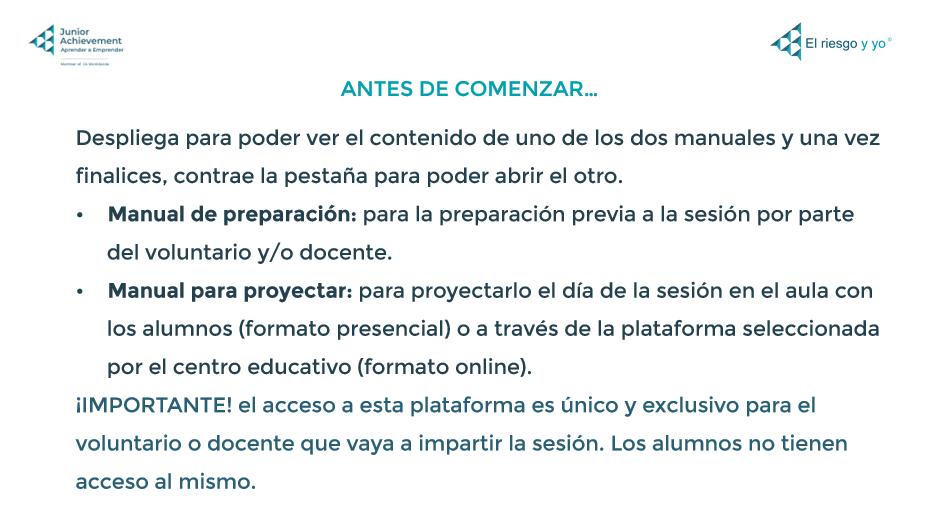 Junior
Achievement
Aprender a Emprender
Member of JA Worldwide
El riesgo y yo®
ANTES DE COMENZAR...
Despliega para poder ver el contenido de uno de los dos manuales y una vez
finalices, contrae la pestaña para poder abrir el otro.
• Manual de preparación: para la preparación previa a la sesión por parte
del voluntario y/o docente.
• Manual para proyectar: para proyectarlo el día de la sesión en el aula con
los alumnos (formato presencial) o a través de la plataforma seleccionada
por el centro educativo (formato online).
¡IMPORTANTE! el acceso a esta plataforma es único y exclusivo para el
voluntario o docente que vaya a impartir la sesión. Los alumnos no tienen
acceso al mismo.